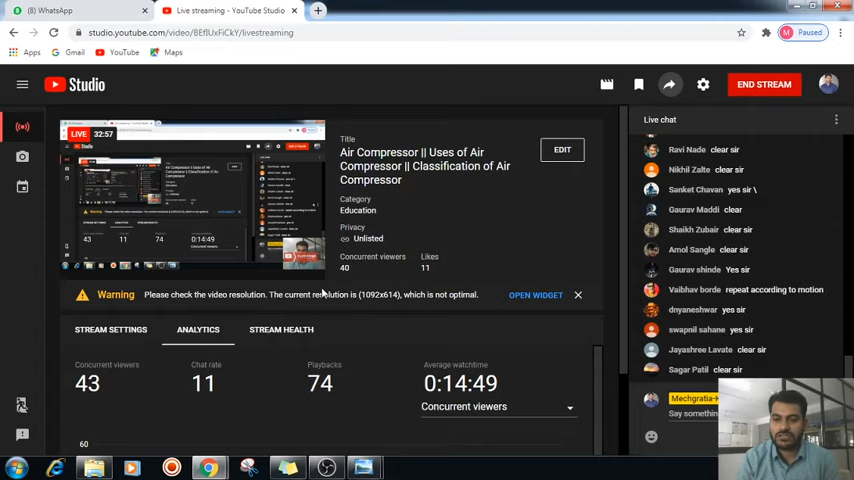 (8) WhatsApp
Live streaming - YouTube Studio
studio.youtube.com/video/BEflUxFiCkY/livestreaming
Paused
Apps
Gmail
YouTube
Maps
Studio
END STREAM
LIVE
32:57
Title
Air Compressor || Uses of Air
Compressor || Classification of Air
Compressor
EDIT
Category
Education
Privacy
Unlisted
Concurrent viewers
Likes
40
11
Warning
Please check the video resolution. The current resolution is (1092x614), which is not optimal.
OPEN WIDGET
STREAM SETTINGS
ANALYTICS
STREAM HEALTH
Concurrent viewers
Chat rate
Playbacks
Average watchtime
43
11
74
0:14:49
Concurrent viewers
60
Live chat
Ravi Nade clear sir
Nikhil Zalte clear sir
Sanket Chavan yes sir \
Gaurav Maddi clear
Shaikh Zubair clear sir
Amol Sangle clear sir
Gaurav shinde Yes sir
Vaibhav borde repeat according to motion
dnyaneshwar yes sir
swapnil sahane yes sir
Jayashree Lavate clear sir
Sagar Patil clear sir
Mechgratia-K
Say something